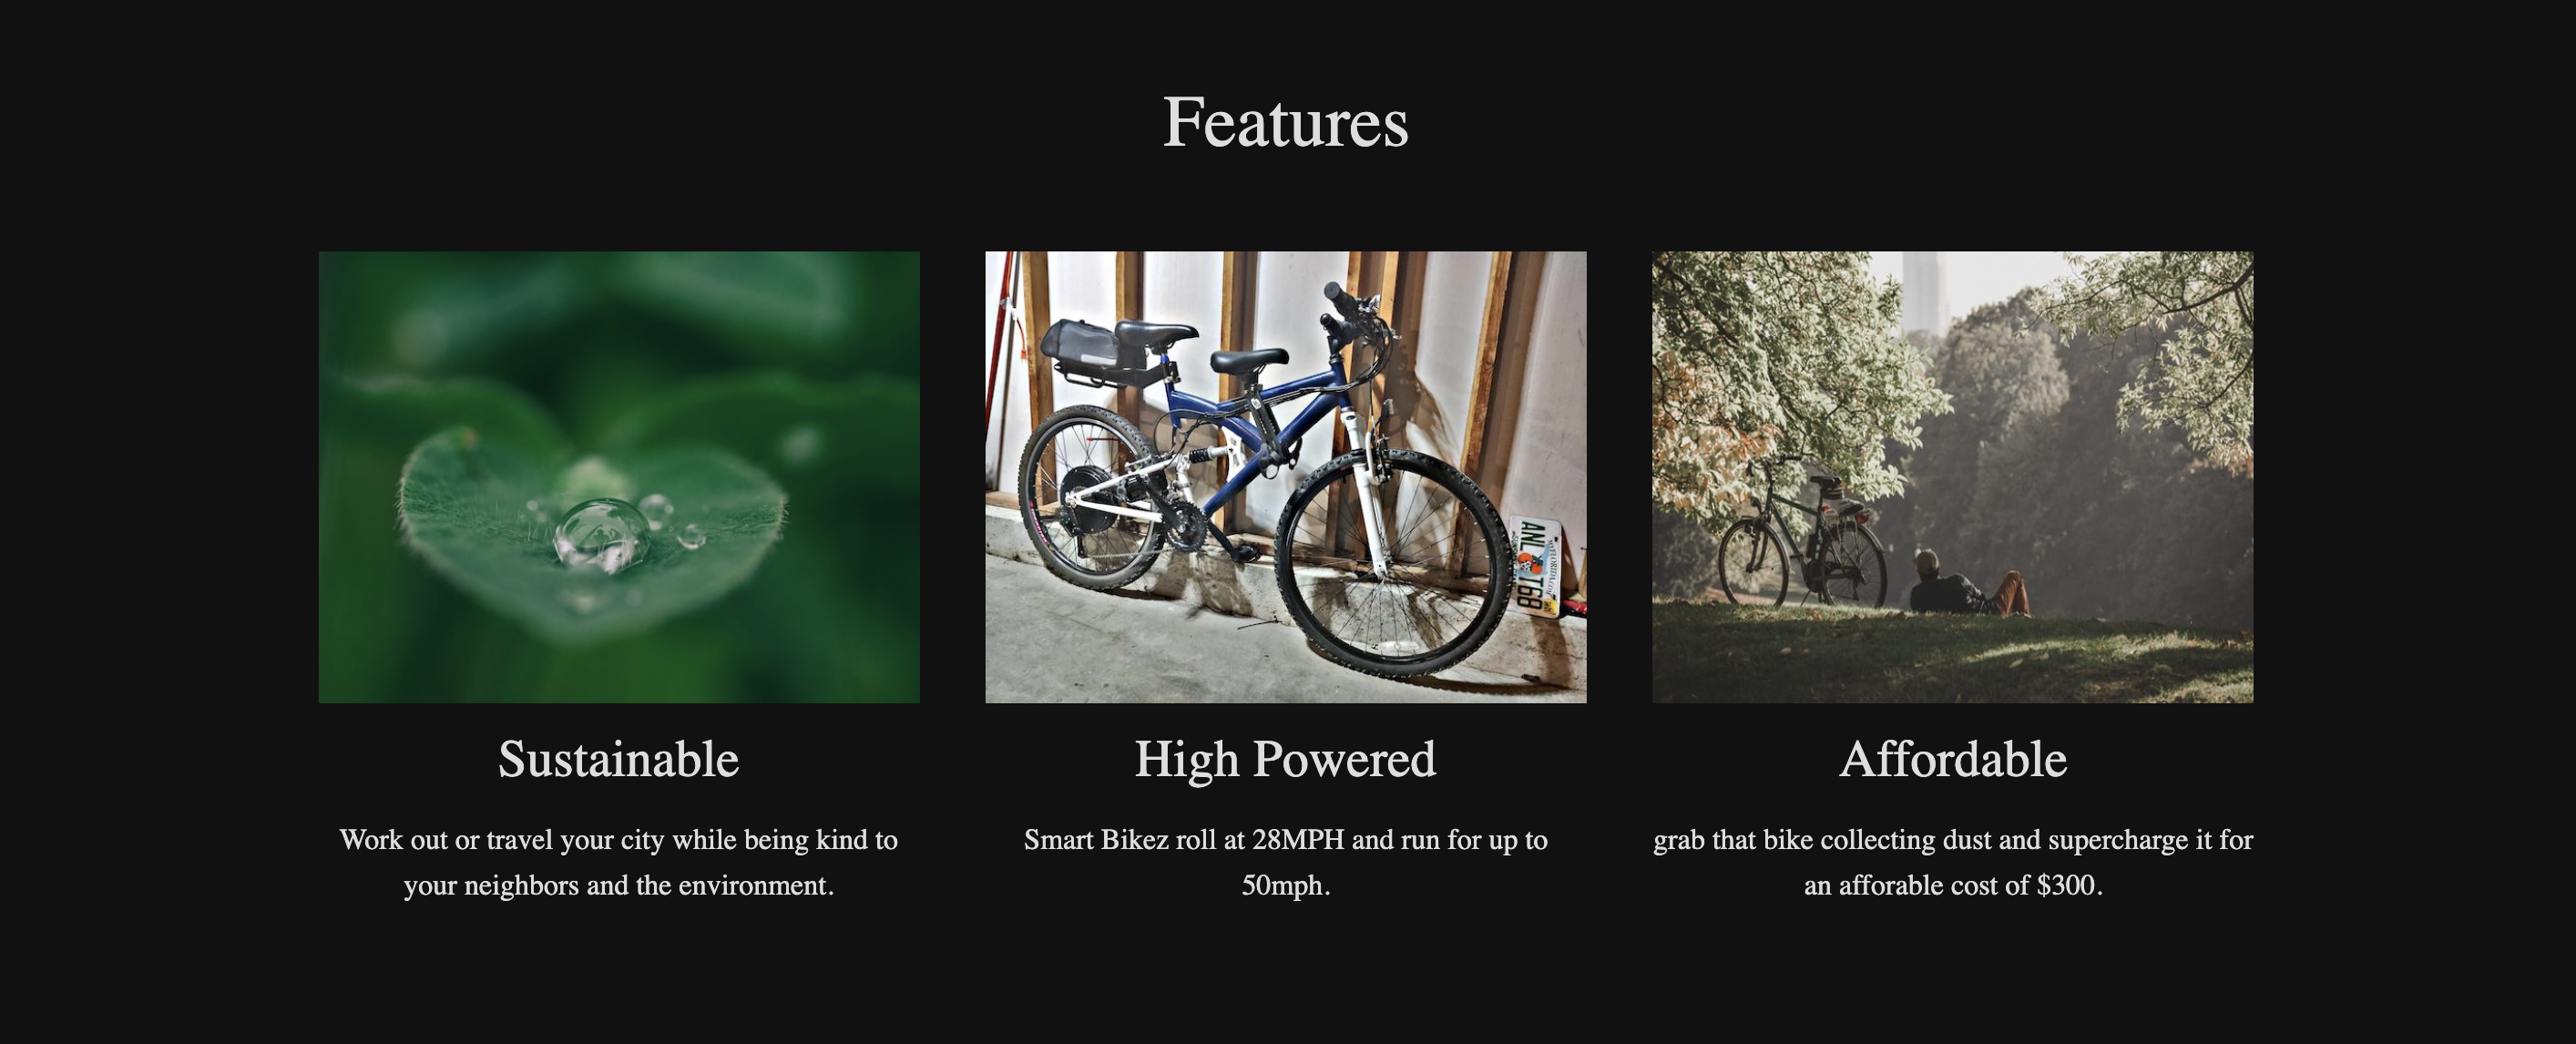 Features
Sustainable
Work out or travel your city while being kind to
your neighbors and the environment.
High Powered
Smart Bikez roll at 28MPH and run for up to
50mph.
Affordable
grab that bike collecting dust and supercharge it for
an afforable cost of $300.